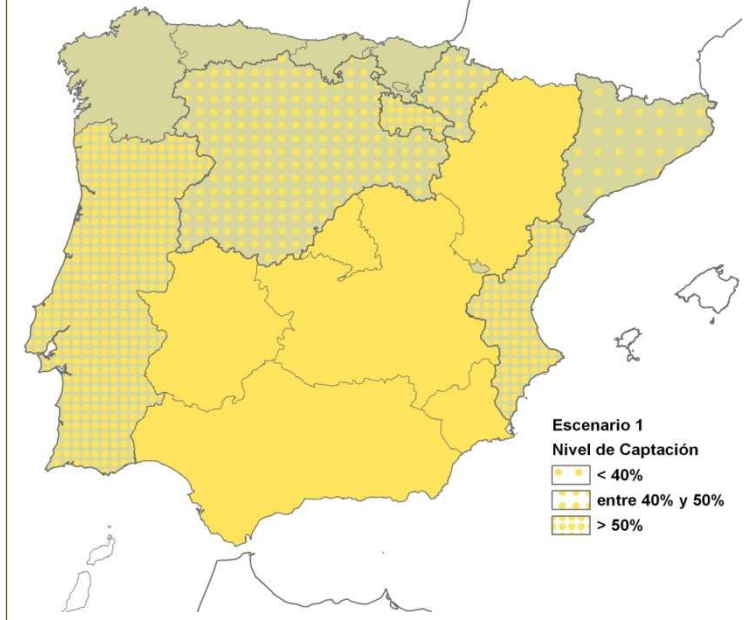 Escenario 1
Nivel de Captación
< 40%
entre 40% y 50%
> 50%